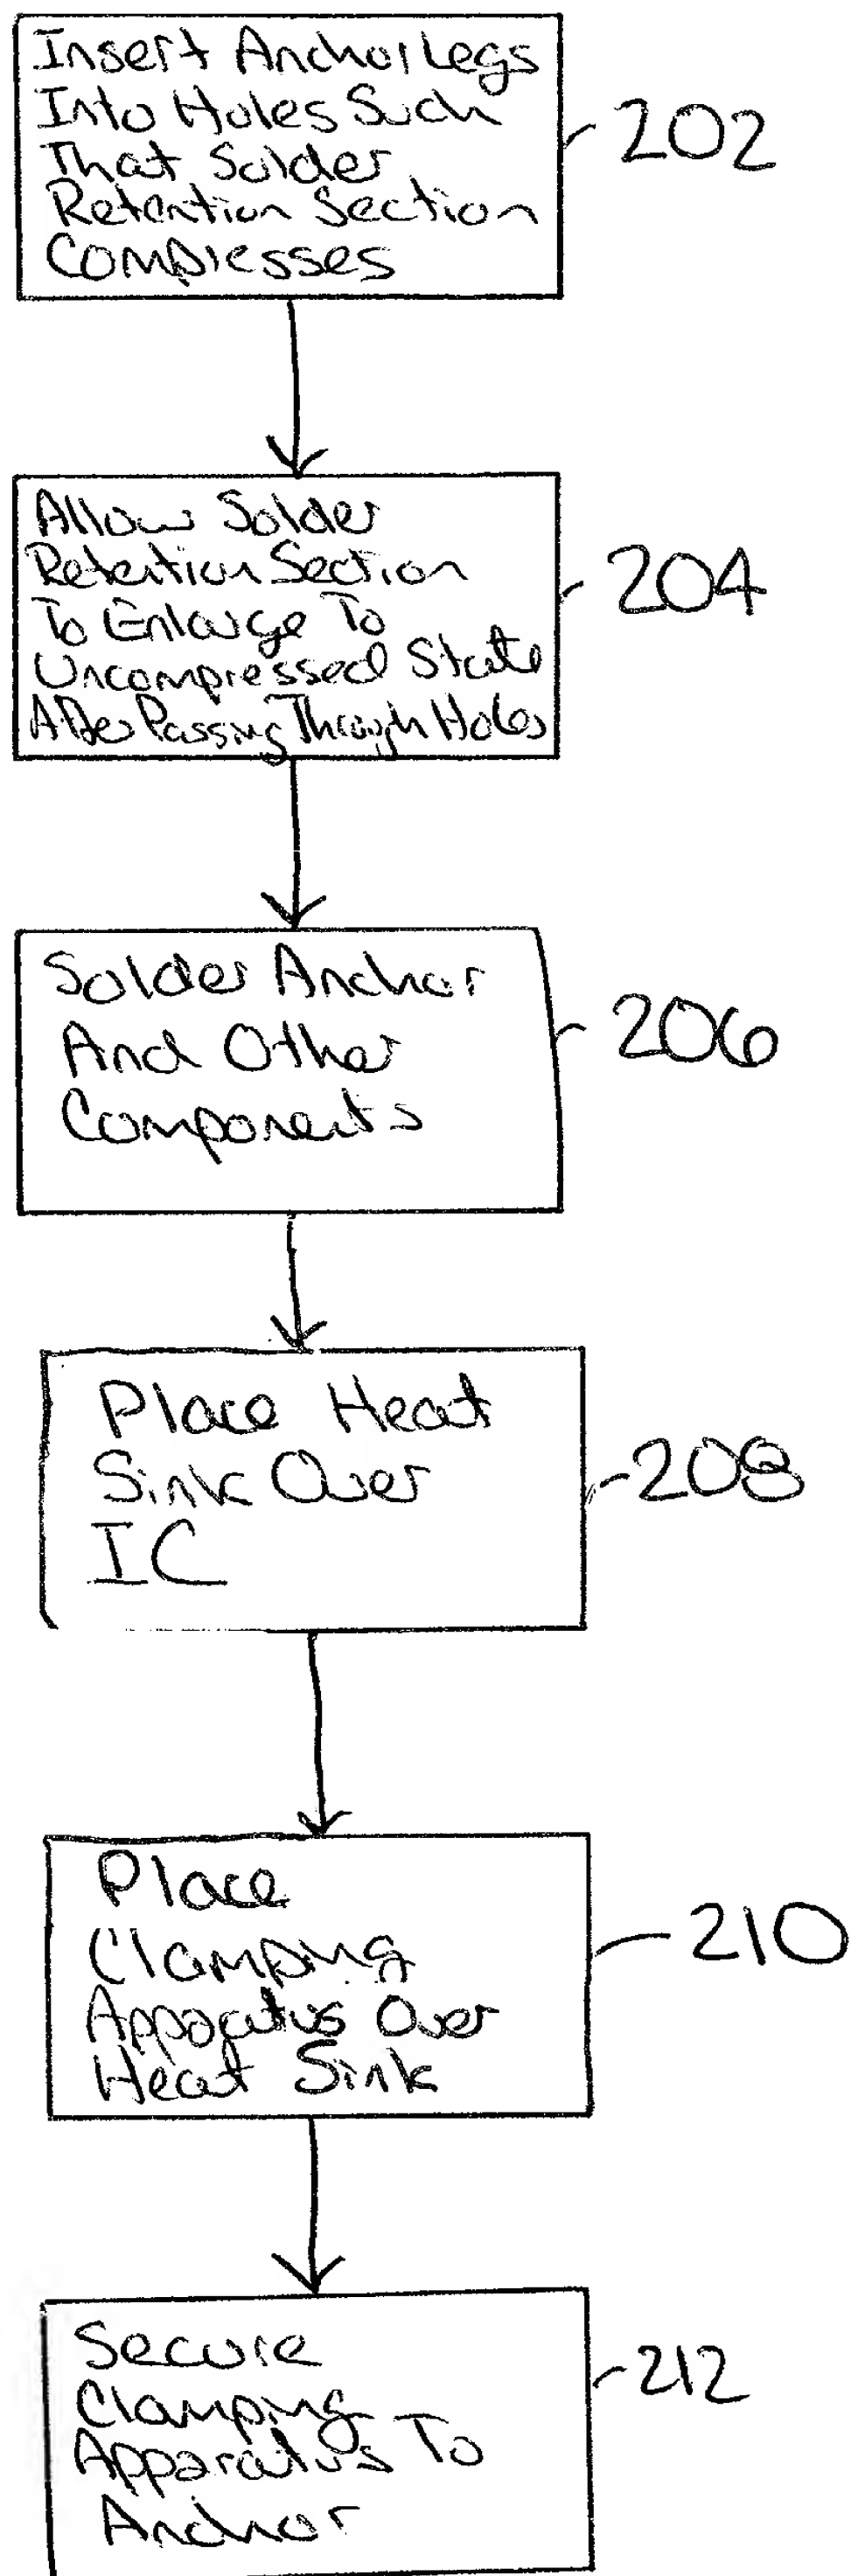 Insert Anchor Legs
Into Holes Such
That Solder
Retention Section
Compresses
202
Allow Solder
Retention Section
To Enlarge To
Uncompressed State
After Passing Through Holes
204
Solder Anchor
And Other
Components
206
Place Heat
Sink Over
IC
208
Place
Clamping
Apparatus Over
Heat Sink
210
Secure
Clamping
Apparatus To
Anchor
212